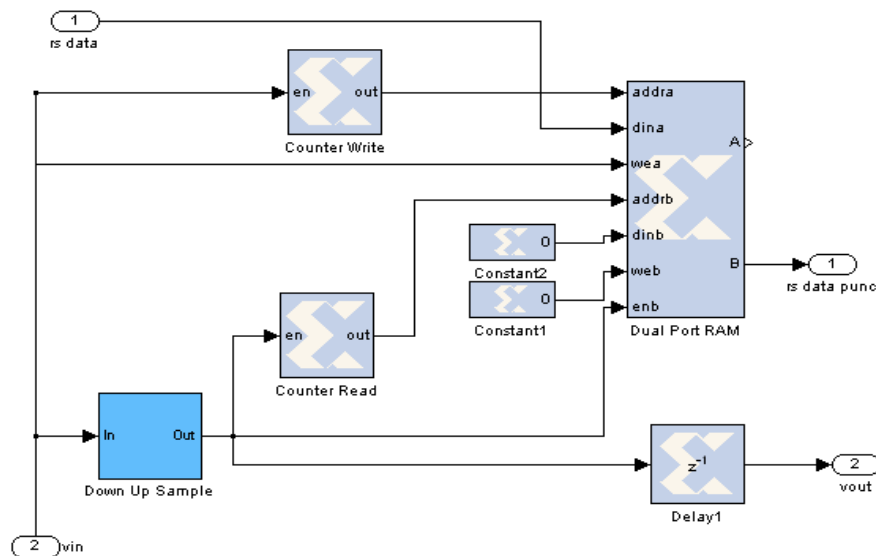 1
rs data
en out
Counter Write
addra
dina
wea
addrb
dinb
web
enb
A
B
Dual Port RAM
0
Constant2
0
Constant1
1
rs data punc
en out
Counter Read
In Out
Down Up Sample
z-1
Delay1
2
vout
2
vin